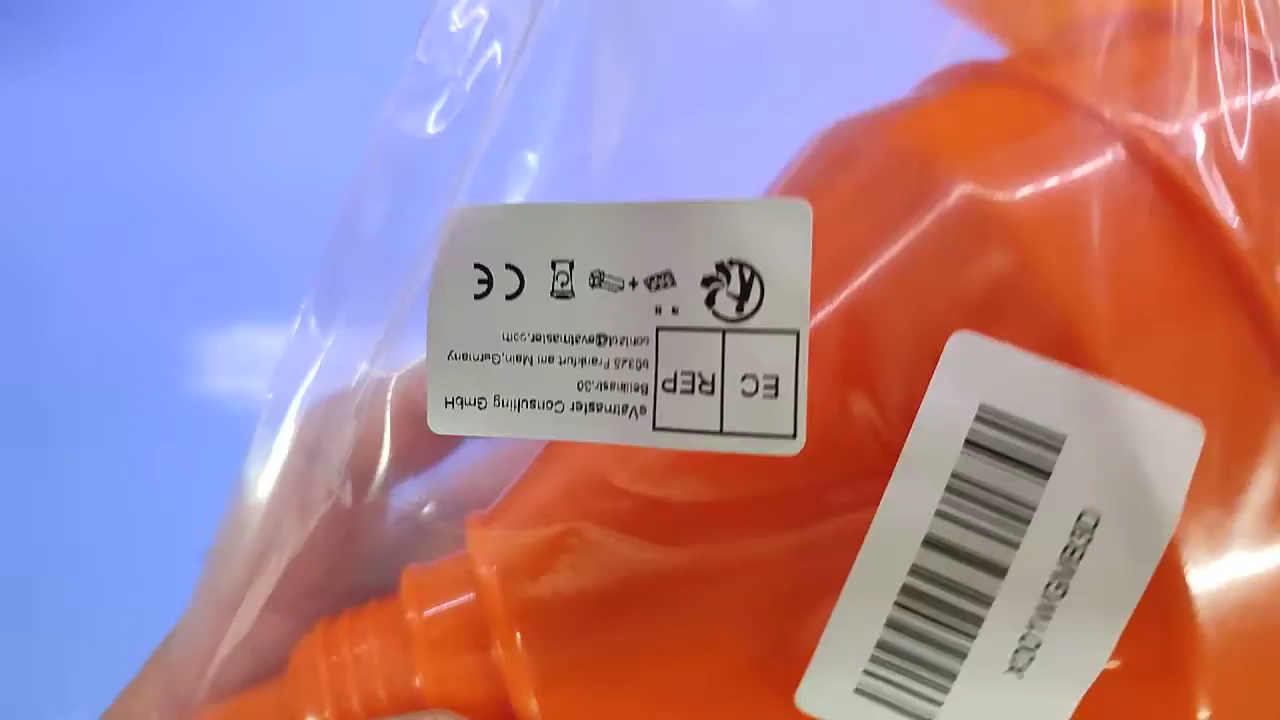 EC REP
eVatmaster Consulting GmbH
Bettinastr.30
60325 Frankfurt am Main,Germany
contact@evatmaster.com
CE